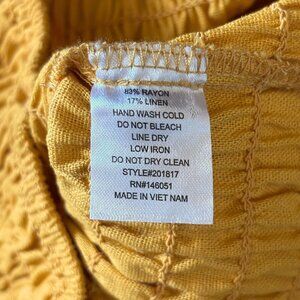 83% RAYON
17% LINEN
HAND WASH COLD
DO NOT BLEACH
LINE DRY
LOW IRON
DO NOT DRY CLEAN
STYLE#201817
RN#146051
MADE IN VIET NAM